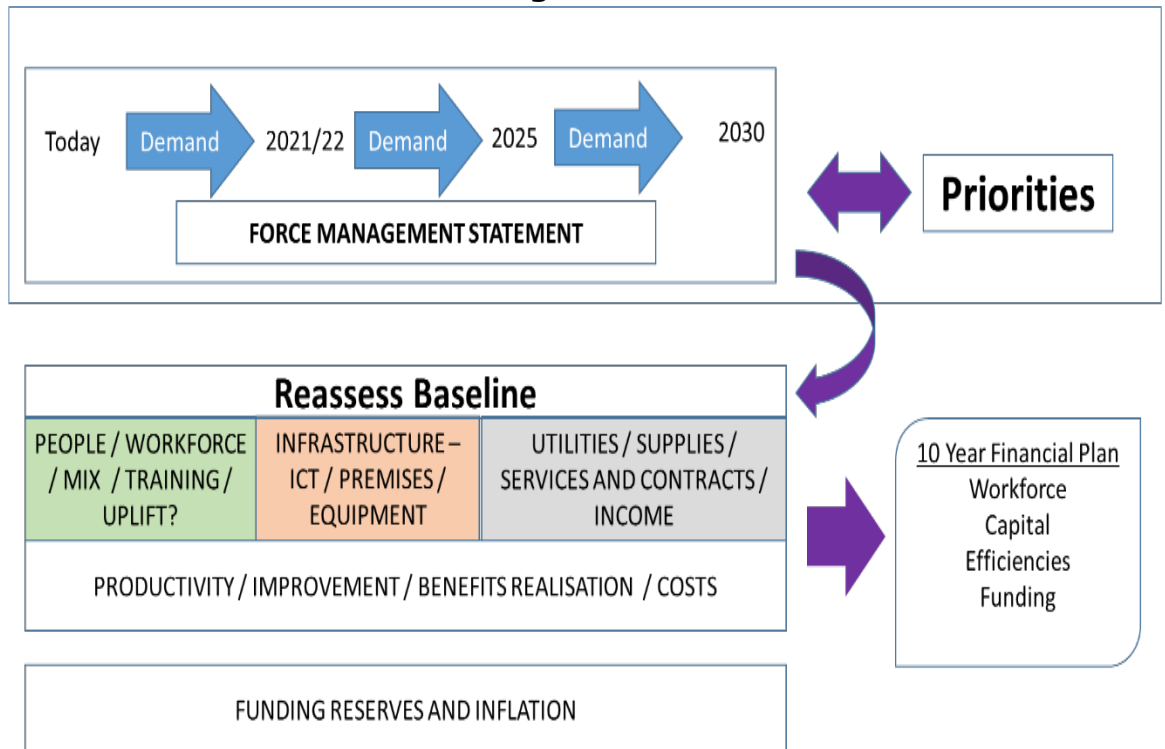 Today
Demand
2021/22
Demand
2025
Demand
2030
FORCE MANAGEMENT STATEMENT
Priorities
Reassess Baseline
PEOPLE / WORKFORCE
/ MIX / TRAINING /
UPLIFT?
INFRASTRUCTURE –
ICT / PREMISES /
EQUIPMENT
UTILITIES / SUPPLIES /
SERVICES AND CONTRACTS /
INCOME
PRODUCTIVITY / IMPROVEMENT / BENEFITS REALISATION / COSTS
10 Year Financial Plan
Workforce
Capital
Efficiencies
Funding
FUNDING RESERVES AND INFLATION